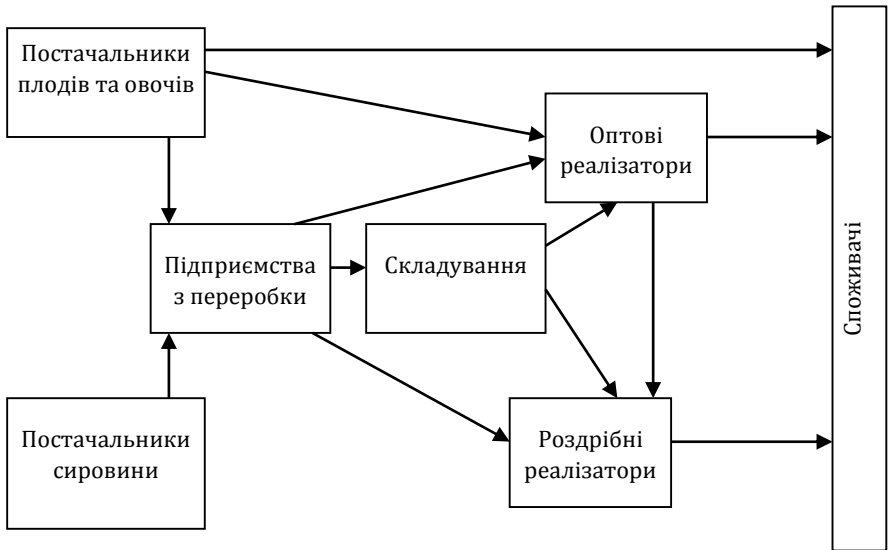 Постачальники
плодів та овочів
Оптові
реалізатори
Підприємства
з переробки
Складування
Споживачі
Постачальники
сировини
Роздрібні
реалізатори